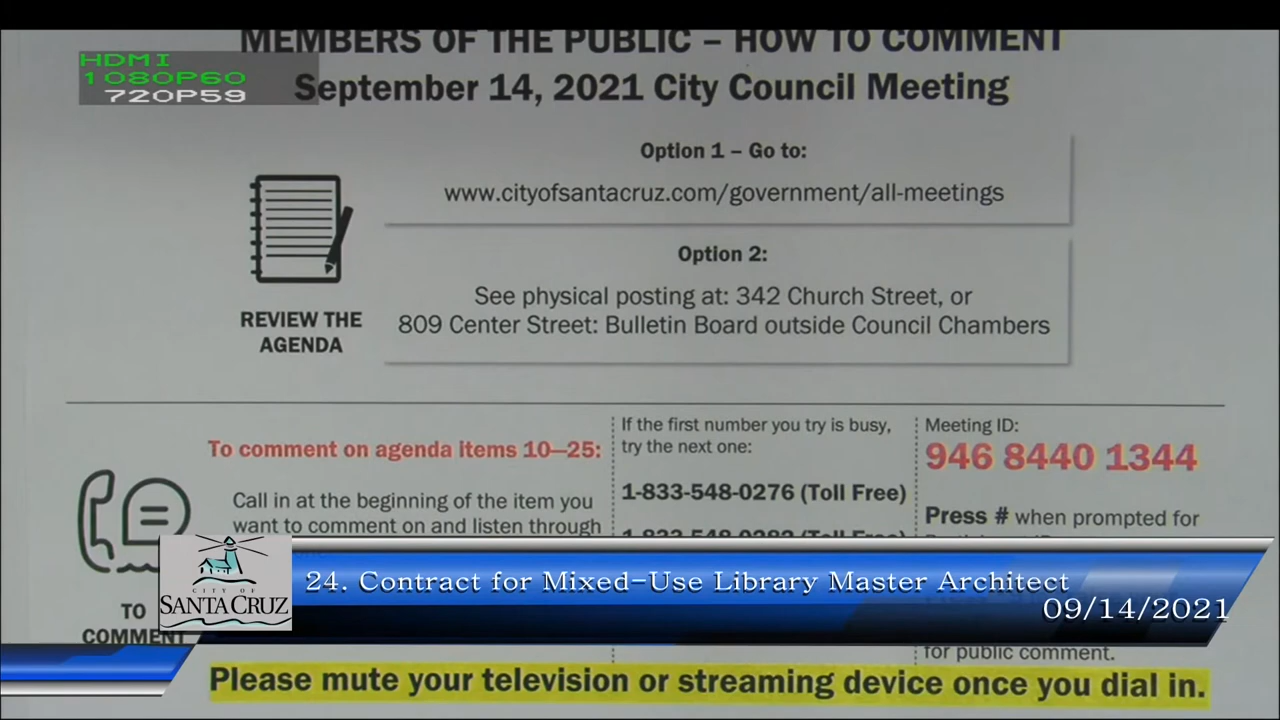 MEMBERS OF THE PUBLIC – HOW TO COMMENT
HDMI
1080P60
720P59
September 14, 2021 City Council Meeting
Option 1 – Go to:
www.cityofsantacruz.com/government/all-meetings
Option 2:
See physical posting at: 342 Church Street, or
809 Center Street: Bulletin Board outside Council Chambers
REVIEW THE
AGENDA
To comment on agenda items 10—25:
Call in at the beginning of the item you
want to comment on and listen through
TO
COMMENT
If the first number you try is busy,
try the next one:
1-833-548-0276 (Toll Free)
Meeting ID:
946 8440 1344
Press # when prompted for
for public comment.
CITY OF
SANTA CRUZ
24. Contract for Mixed-Use Library Master Architect
09/14/2021
Please mute your television or streaming device once you dial in.